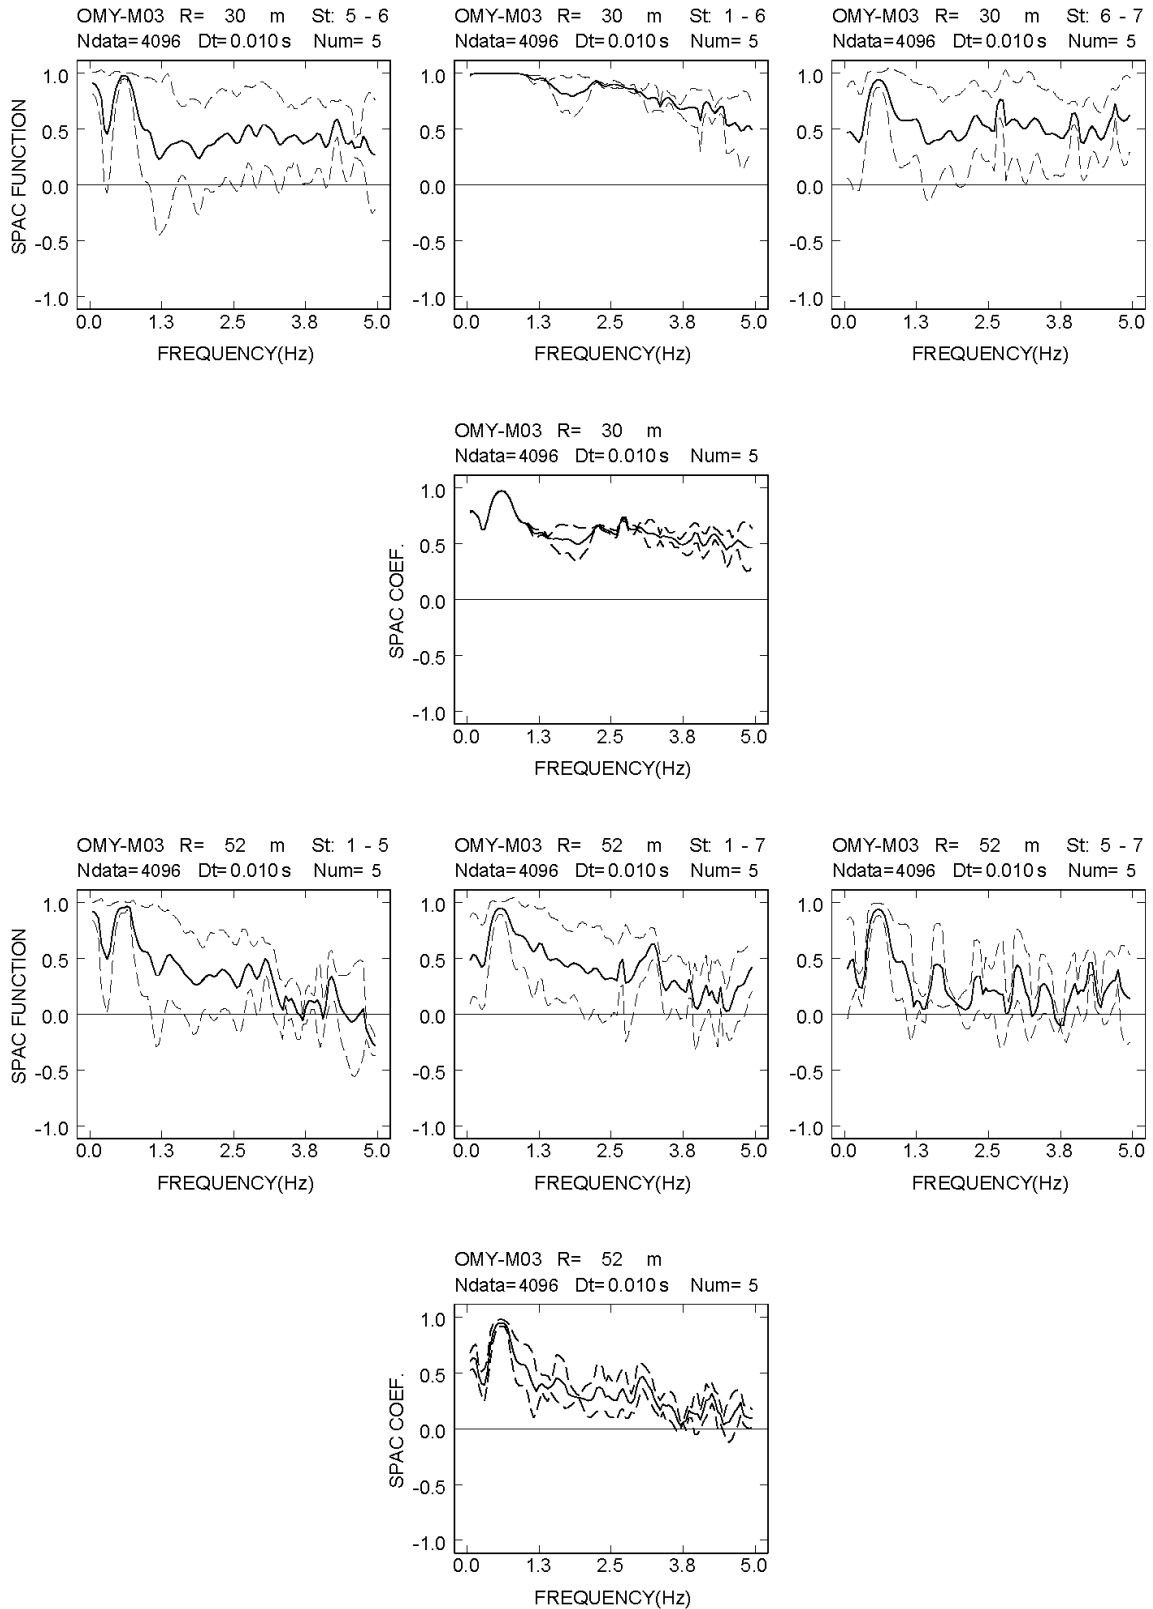 OMY-M03 R= 30 m St: 5 - 6
Ndata=4096 Dt=0.010 s Num= 5
SPAC FUNCTION
1.0
0.5
0.0
-0.5
-1.0
0.0 1.3 2.5 3.8 5.0
FREQUENCY(Hz)
OMY-M03 R= 30 m St: 1 - 6
Ndata=4096 Dt=0.010 s Num= 5
1.0
0.5
0.0
-0.5
-1.0
0.0 1.3 2.5 3.8 5.0
FREQUENCY(Hz)
OMY-M03 R= 30 m St: 6 - 7
Ndata=4096 Dt=0.010 s Num= 5
1.0
0.5
0.0
-0.5
-1.0
0.0 1.3 2.5 3.8 5.0
FREQUENCY(Hz)
OMY-M03 R= 30 m
Ndata=4096 Dt=0.010 s Num= 5
SPAC COEF.
1.0
0.5
0.0
-0.5
-1.0
0.0 1.3 2.5 3.8 5.0
FREQUENCY(Hz)
OMY-M03 R= 52 m St: 1 - 5
Ndata=4096 Dt=0.010 s Num= 5
SPAC FUNCTION
1.0
0.5
0.0
-0.5
-1.0
0.0 1.3 2.5 3.8 5.0
FREQUENCY(Hz)
OMY-M03 R= 52 m St: 1 - 7
Ndata=4096 Dt=0.010 s Num= 5
1.0
0.5
0.0
-0.5
-1.0
0.0 1.3 2.5 3.8 5.0
FREQUENCY(Hz)
OMY-M03 R= 52 m St: 5 - 7
Ndata=4096 Dt=0.010 s Num= 5
1.0
0.5
0.0
-0.5
-1.0
0.0 1.3 2.5 3.8 5.0
FREQUENCY(Hz)
OMY-M03 R= 52 m
Ndata=4096 Dt=0.010 s Num= 5
SPAC COEF.
1.0
0.5
0.0
-0.5
-1.0
0.0 1.3 2.5 3.8 5.0
FREQUENCY(Hz)